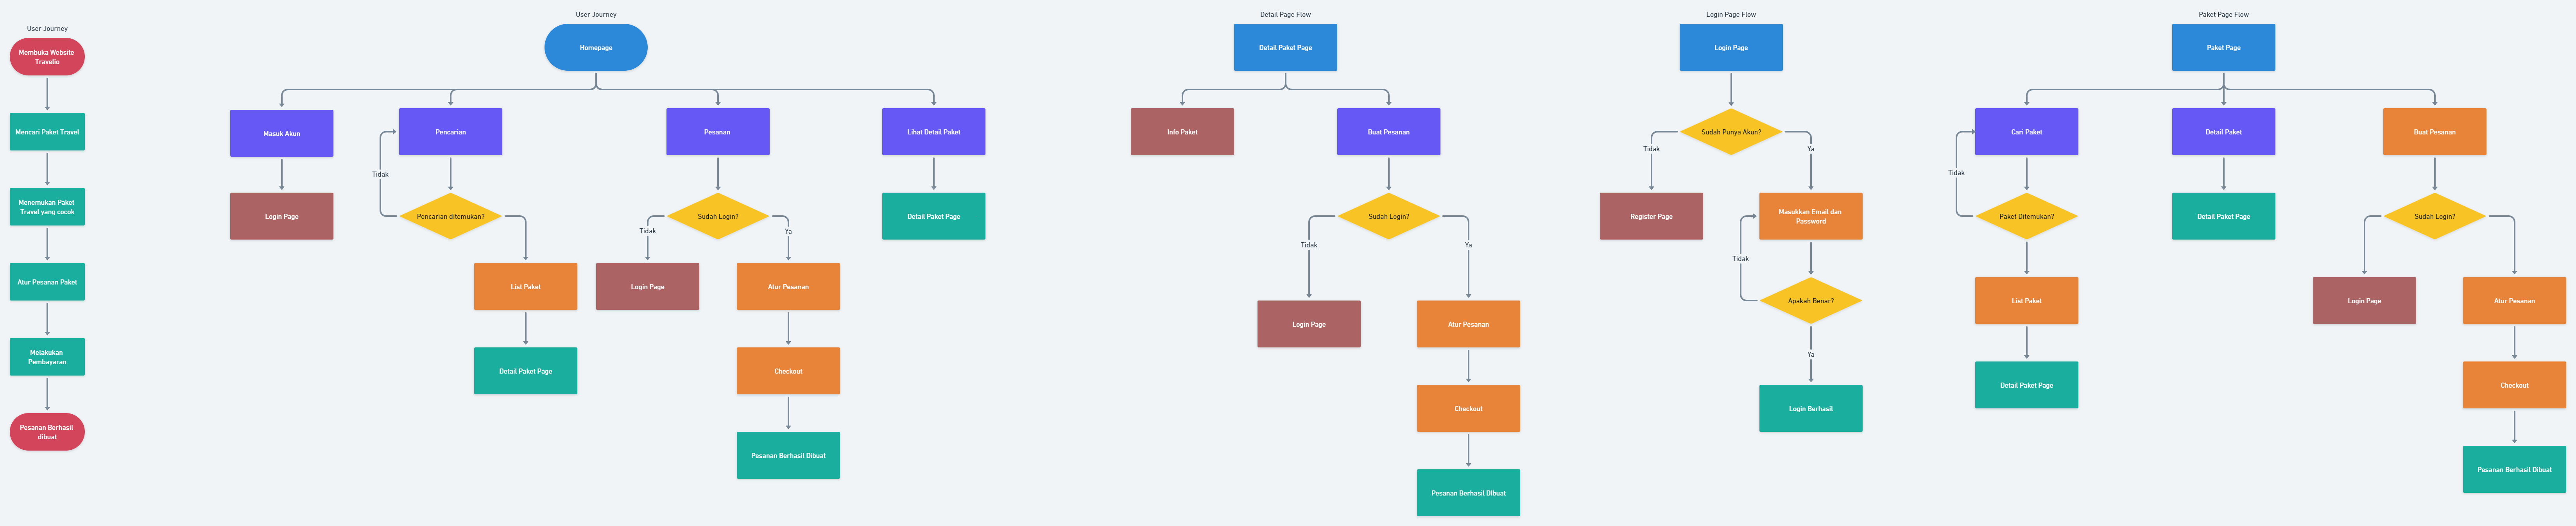 User Journey
Membuka Website
Travelio
Mencari Paket Travel
Menemukan Paket
Travel yang cocok
Atur Pesanan Paket
Melakukan
Pembayaran
Pesanan Berhasil
dibuat
User Journey
Homepage
Masuk Akun
Pencarian
Pesanan
Lihat Detail Paket
Tidak
Login Page
Pencarian ditemukan?
Sudah Login?
Detail Paket Page
Tidak
Ya
List Paket
Login Page
Atur Pesanan
Detail Paket Page
Checkout
Pesanan Berhasil Dibuat
Detail Page Flow
Detail Paket Page
Info Paket
Buat Pesanan
Sudah Login?
Tidak
Ya
Login Page
Atur Pesanan
Checkout
Pesanan Berhasil DIbuat
Login Page Flow
Login Page
Sudah Punya Akun?
Tidak
Ya
Register Page
Masukkan Email dan
Password
Tidak
Apakah Benar?
Ya
Login Berhasil
Paket Page Flow
Paket Page
Cari Paket
Detail Paket
Buat Pesanan
Tidak
Paket Ditemukan?
Detail Paket Page
Sudah Login?
List Paket
Login Page
Atur Pesanan
Detail Paket Page
Checkout
Pesanan Berhasil Dibuat